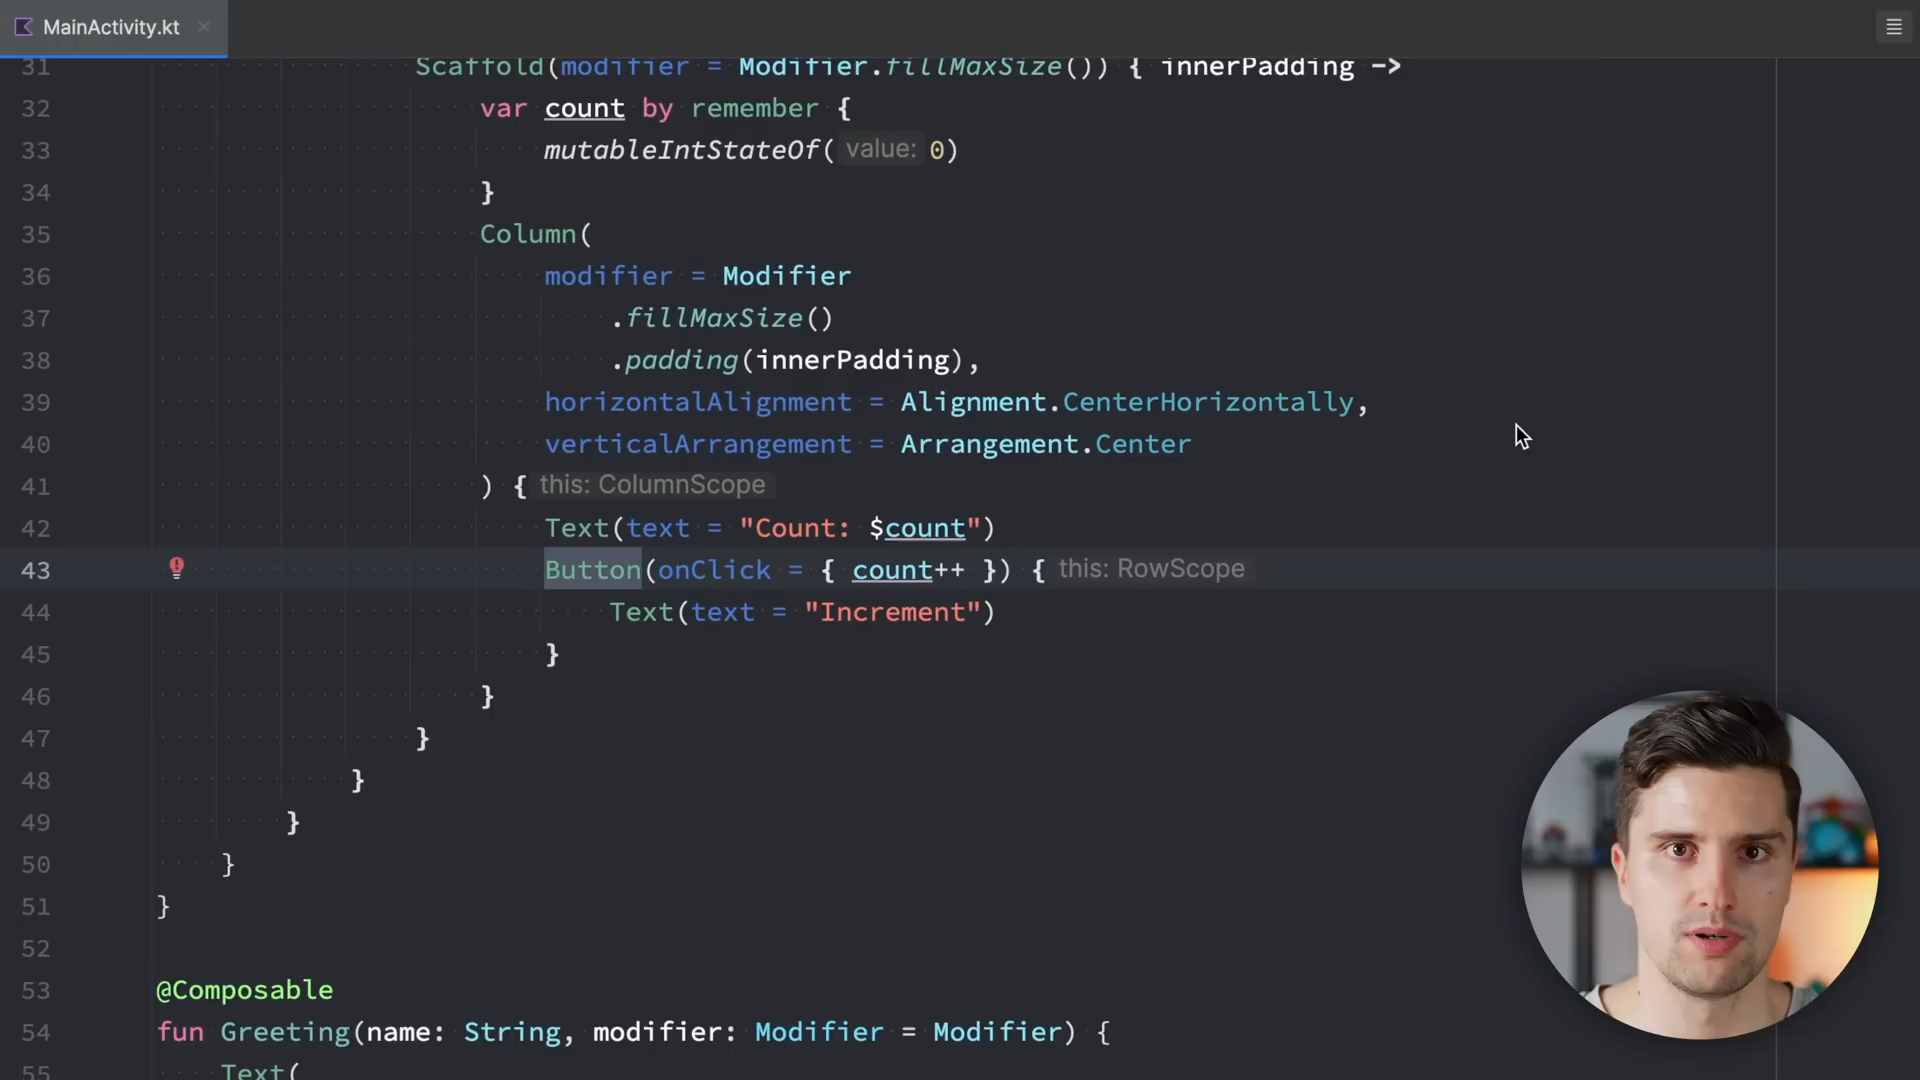 MainActivity.kt
31 Scaffold(modifier = Modifier.fillMaxSize()) { innerPadding ->
32 var count by remember {
33 mutableIntStateOf( value: 0)
34 }
35 Column(
36 modifier = Modifier
37 .fillMaxSize()
38 .padding(innerPadding),
39 horizontalAlignment = Alignment.CenterHorizontally,
40 verticalArrangement = Arrangement.Center
41 ) { this: ColumnScope
42 Text(text = "Count: $count")
43 Button(onClick = { count++ }) { this: RowScope
44 Text(text = "Increment")
45 }
46 }
47 }
48 }
49 }
50 }
51 }
52
53 @Composable
54 fun Greeting(name: String, modifier: Modifier = Modifier) {
55 Text(